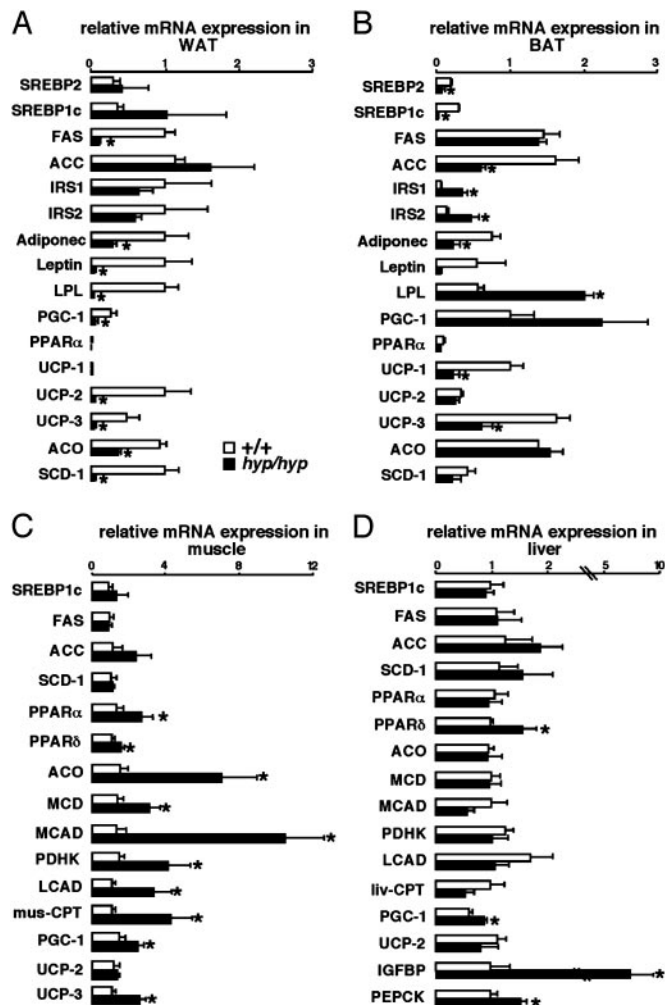 A
relative mRNA expression in
WAT
0 1 2 3
SREBP2
SREBP1c
FAS *
ACC
IRS1
IRS2
Adiponec *
Leptin *
LPL *
PGC-1 *
PPARα
UCP-1
UCP-2 *
UCP-3 *
ACO *
SCD-1 *
+/+
hyp/hyp
B
relative mRNA expression in
BAT
0 1 2 3
SREBP2 *
SREBP1c *
FAS
ACC *
IRS1 *
IRS2 *
Adiponec *
Leptin
LPL *
PGC-1
PPARα
UCP-1 *
UCP-2
UCP-3 *
ACO
SCD-1
C
relative mRNA expression in
muscle
0 4 8 12
SREBP1c
FAS
ACC
SCD-1
PPARα *
PPARδ *
ACO *
MCD *
MCAD *
PDHK *
LCAD *
mus-CPT *
PGC-1 *
UCP-2
UCP-3 *
D
relative mRNA expression in
liver
0 1 2 5 10
SREBP1c
FAS
ACC
SCD-1
PPARα
PPARδ *
ACO
MCD
MCAD
PDHK
LCAD
liv-CPT
PGC-1 *
UCP-2
IGFBP *
PEPCK *